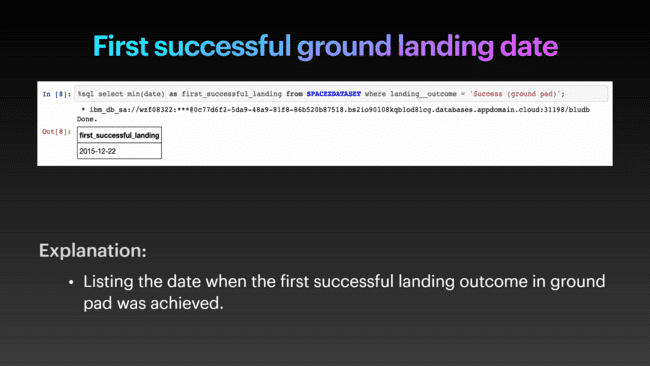 First successful ground landing date
In [8]: %sql select min(date) as first_successful_landing from SPACEXDATASET where landing__outcome = 'Success (ground pad)';
* ibm_db_sa://wzf08322:***@0c77d6f2-5da9-48a9-81f8-86b520b87518.bs2io90l08kqb1od8lcg.databases.appdomain.cloud:31198/bludb
Done.
Out[8]: first_successful_landing
2015-12-22
Explanation:
• Listing the date when the first successful landing outcome in ground
pad was achieved.